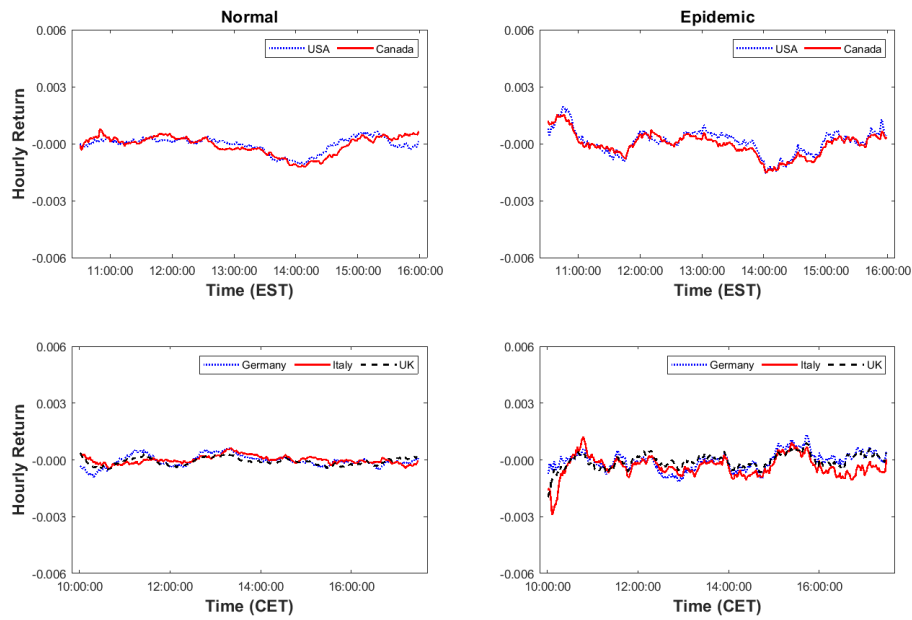 Normal
0.006
0.003
-0.000
-0.003
-0.006
Hourly Return
USA Canada
11:00:00 12:00:00 13:00:00 14:00:00 15:00:00 16:00:00
Time (EST)
Epidemic
0.006
0.003
-0.000
-0.003
-0.006
USA Canada
11:00:00 12:00:00 13:00:00 14:00:00 15:00:00 16:00:00
Time (EST)
0.006
0.003
-0.000
-0.003
-0.006
Hourly Return
Germany Italy UK
10:00:00 12:00:00 14:00:00 16:00:00
Time (CET)
0.006
0.003
-0.000
-0.003
-0.006
Germany Italy UK
10:00:00 12:00:00 14:00:00 16:00:00
Time (CET)